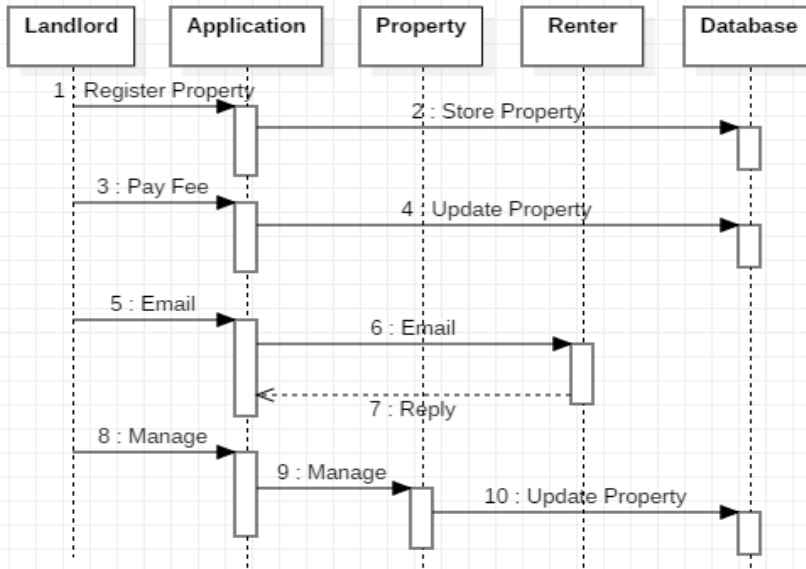 Landlord
Application
Property
Renter
Database
1 : Register Property
2 : Store Property
3 : Pay Fee
4 : Update Property
5 : Email
6 : Email
7 : Reply
8 : Manage
9 : Manage
10 : Update Property